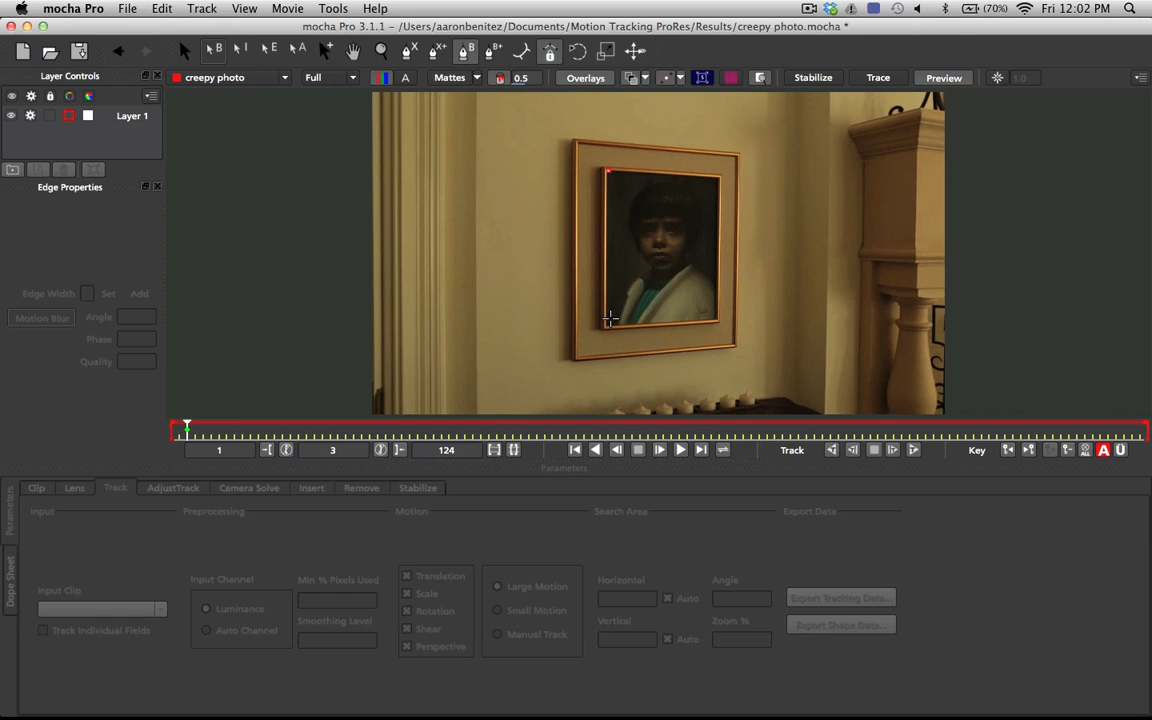 mocha Pro File Edit Track View Movie Tools Help (70%) Fri 12:02 PM
mocha Pro 3.1.1 - /Users/aaronbenitez/Documents/Motion Tracking ProRes/Results/creepy photo.mocha *
B I E A X X+ B B+
Layer Controls creepy photo Full A Mattes 0.5 Overlays Stabilize Trace Preview 1.0
Layer 1
Edge Properties
Edge Width Set Add
Motion Blur Angle
Phase
Quality
1 3 124 Track Key A U
Parameters
Clip Lens Track AdjustTrack Camera Solve Insert Remove Stabilize
Parameters
Dope Sheet
Input Preprocessing Motion Search Area Export Data
Input Channel Min % Pixels Used Translation Large Motion Horizontal Angle
Input Clip Luminance Scale Auto Export Tracking Data...
Smoothing Level Rotation Small Motion Vertical Zoom % Export Shape Data...
Track Individual Fields Auto Channel Shear Manual Track Auto
Perspective